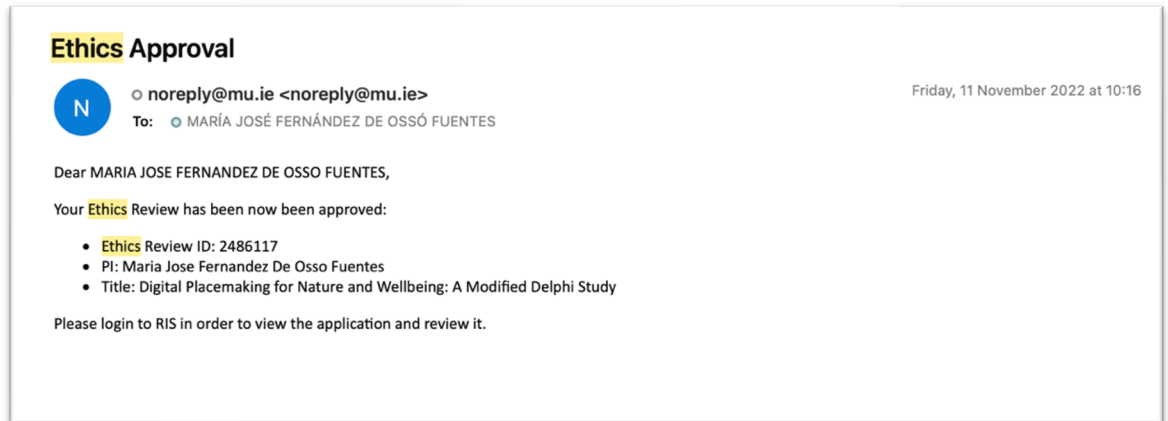 Ethics Approval
N
noreply@mu.ie <noreply@mu.ie>
Friday, 11 November 2022 at 10:16
To: MARÍA JOSÉ FERNÁNDEZ DE OSSÓ FUENTES
Dear MARIA JOSE FERNANDEZ DE OSSO FUENTES,
Your Ethics Review has been now been approved:
• Ethics Review ID: 2486117
• PI: Maria Jose Fernandez De Osso Fuentes
• Title: Digital Placemaking for Nature and Wellbeing: A Modified Delphi Study
Please login to RIS in order to view the application and review it.